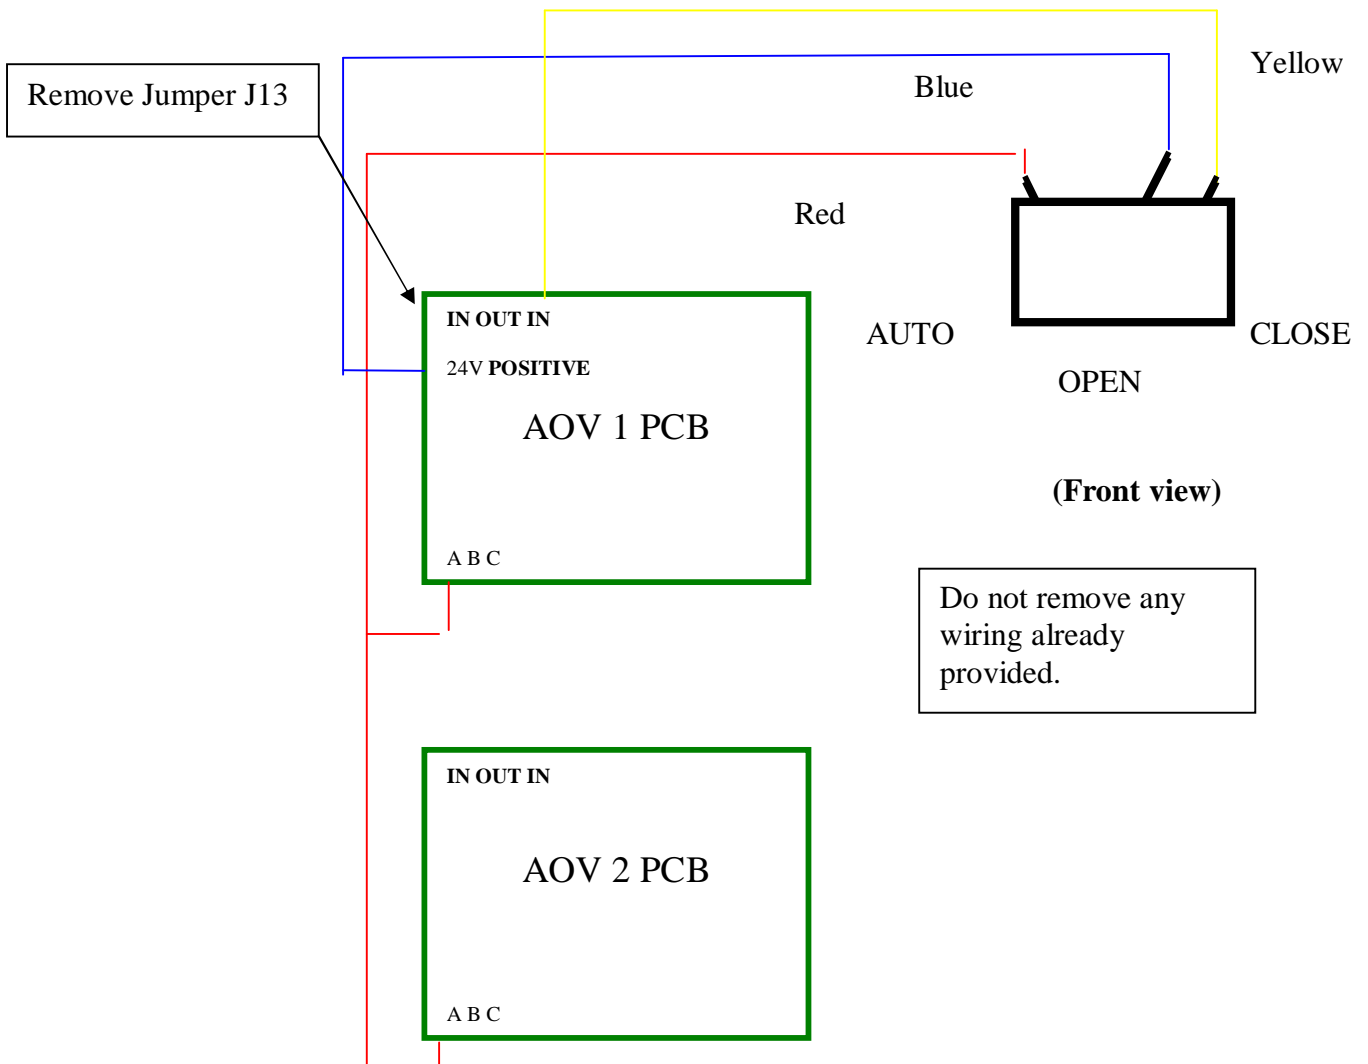 Yellow
Blue
Remove Jumper J13
Red
IN OUT IN
AUTO
CLOSE
24V POSITIVE
OPEN
AOV 1 PCB
(Front view)
A B C
Do not remove any
wiring already
provided.
IN OUT IN
AOV 2 PCB
A B C